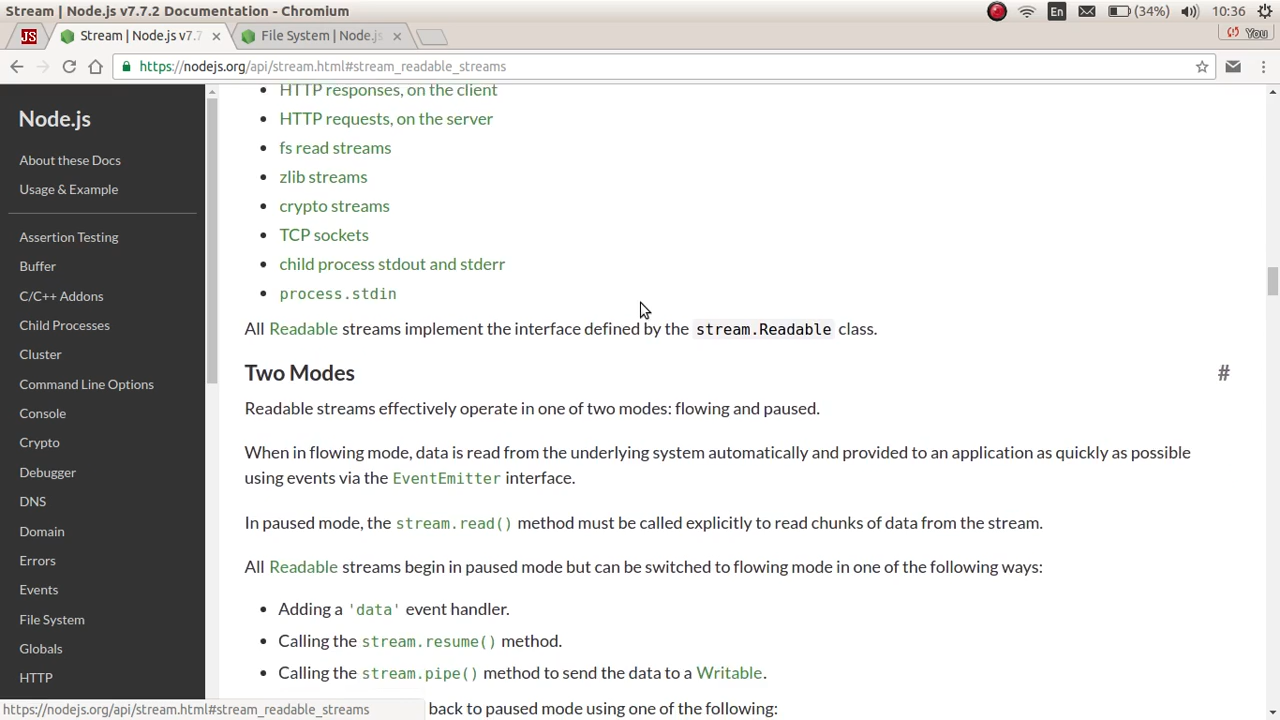 Stream | Node.js v7.7.2 Documentation - Chromium
En
(34%)
10:36
JS
Stream | Node.js v7.7
File System | Node.js
You
https://nodejs.org/api/stream.html#stream_readable_streams
Node.js
About these Docs
Usage & Example
Assertion Testing
Buffer
C/C++ Addons
Child Processes
Cluster
Command Line Options
Console
Crypto
Debugger
DNS
Domain
Errors
Events
File System
Globals
HTTP
• HTTP responses, on the client
• HTTP requests, on the server
• fs read streams
• zlib streams
• crypto streams
• TCP sockets
• child process stdout and stderr
• process.stdin
All Readable streams implement the interface defined by the stream.Readable class.
Two Modes #
Readable streams effectively operate in one of two modes: flowing and paused.
When in flowing mode, data is read from the underlying system automatically and provided to an application as quickly as possible
using events via the EventEmitter interface.
In paused mode, the stream.read() method must be called explicitly to read chunks of data from the stream.
All Readable streams begin in paused mode but can be switched to flowing mode in one of the following ways:
• Adding a 'data' event handler.
• Calling the stream.resume() method.
• Calling the stream.pipe() method to send the data to a Writable.
back to paused mode using one of the following:
https://nodejs.org/api/stream.html#stream_readable_streams